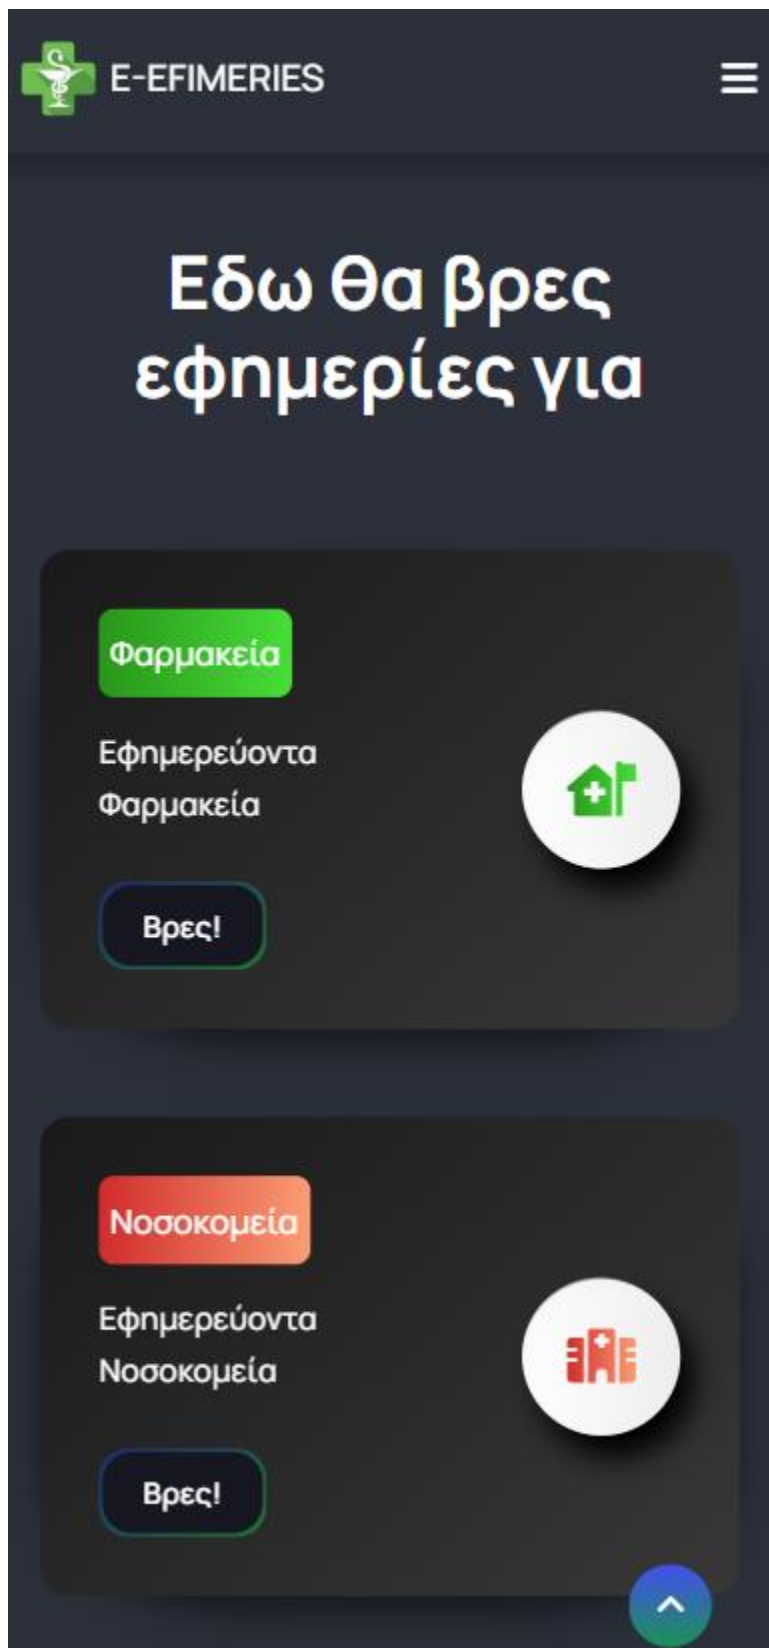 E-EFIMERIES
Εδω θα βρες
εφημερίες για
Φαρμακεία
Εφημερεύοντα
Φαρμακεία
Βρες!
Νοσοκομεία
Εφημερεύοντα
Νοσοκομεία
Βρες!